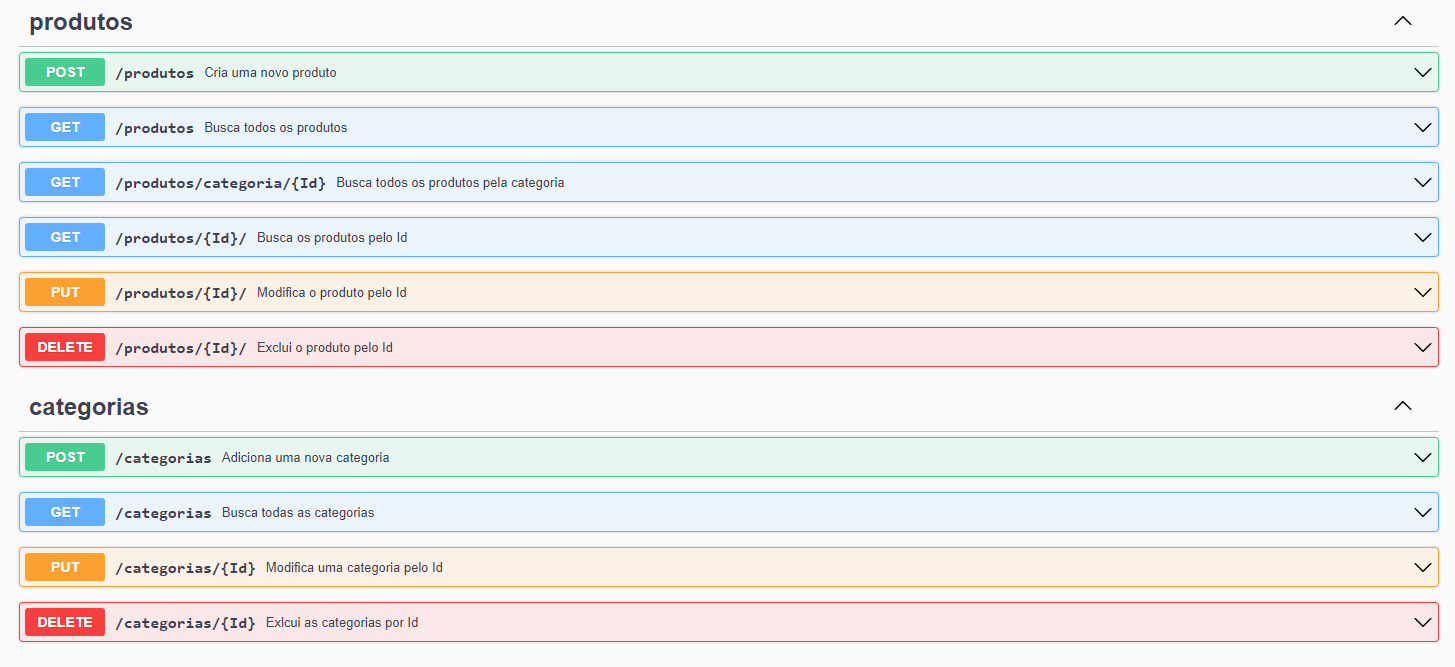 produtos
POST /produtos Cria uma novo produto
GET /produtos Busca todos os produtos
GET /produtos/categoria/{Id} Busca todos os produtos pela categoria
GET /produtos/{Id}/ Busca os produtos pelo Id
PUT /produtos/{Id}/ Modifica o produto pelo Id
DELETE /produtos/{Id}/ Exclui o produto pelo Id
categorias
POST /categorias Adiciona uma nova categoria
GET /categorias Busca todas as categorias
PUT /categorias/{Id} Modifica uma categoria pelo Id
DELETE /categorias/{Id} Exlcui as categorias por Id